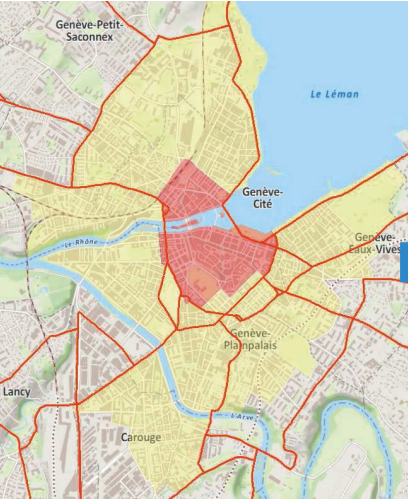 Genève-Petit-
Saconnex
Le Léman
Genève-
Cité
Le Rhône
Genève-
Eaux-Vives
Genève-
Plainpalais
Lancy
L'Arve
Carouge